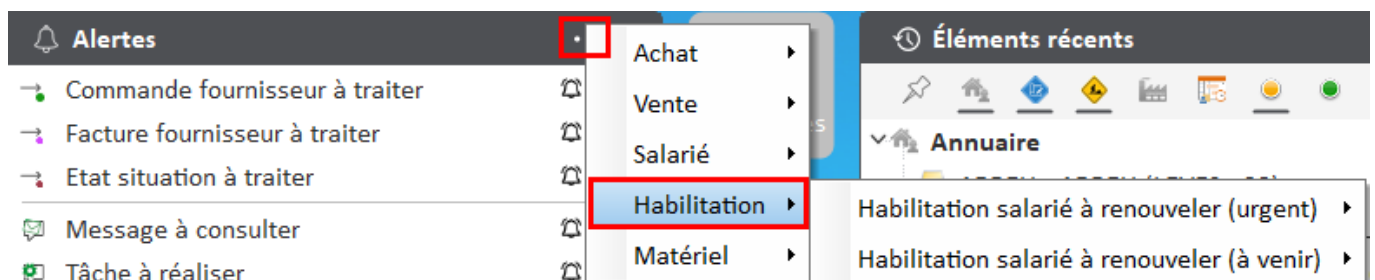 Alertes
Commande fournisseur à traiter
Facture fournisseur à traiter
Etat situation à traiter
Message à consulter
Tâche à réaliser
Achat
Vente
Salarié
Habilitation
Matériel
Éléments récents
Annuaire
Habilitation salarié à renouveler (urgent)
Habilitation salarié à renouveler (à venir)